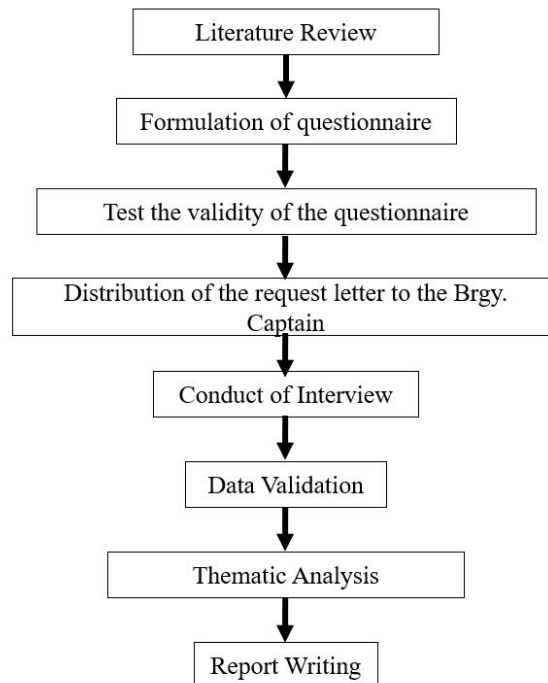 Literature Review
Formulation of questionnaire
Test the validity of the questionnaire
Distribution of the request letter to the Brgy.
Captain
Conduct of Interview
Data Validation
Thematic Analysis
Report Writing